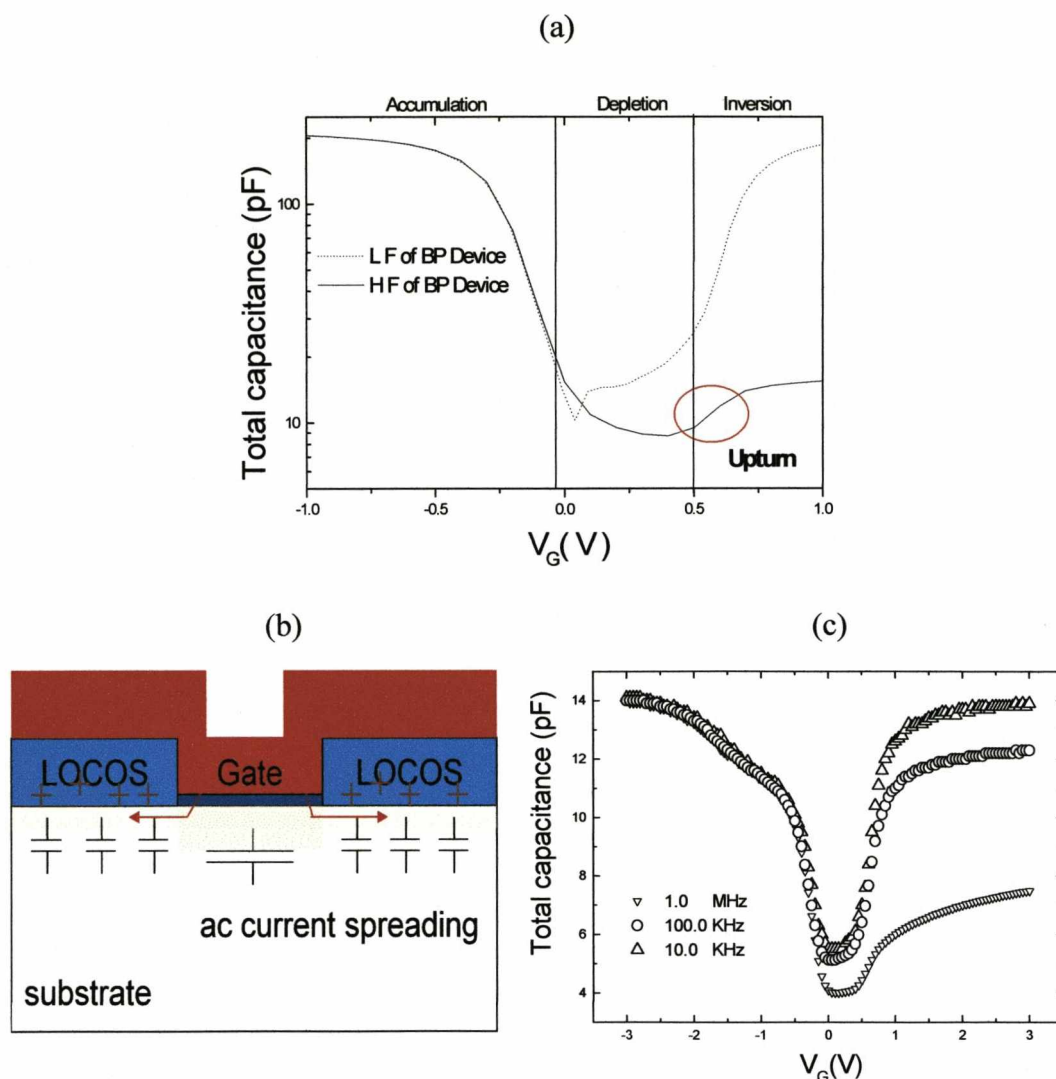 (a)
Accumulation Depletion Inversion
Total capacitance (pF)
100
10
L F of BP Device
H F of BP Device
Upturn
-1.0 -0.5 0.0 0.5 1.0
V_G( V)
(b)
LOCOS Gate LOCOS
+ + + + + + + +
ac current spreading
substrate
(c)
Total capacitance (pF)
14
12
10
8
6
4
1.0 MHz
100.0 KHz
10.0 KHz
-3 -2 -1 0 1 2 3
V_G(V)